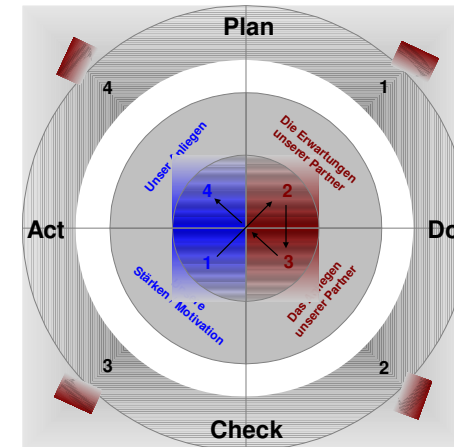 Plan
4
1
Unser
Die Erwartungen
unserer Partner
4
2
Act
Do
1
3
Stärken
Motivation
Das
unserer Partner
3
2
Check